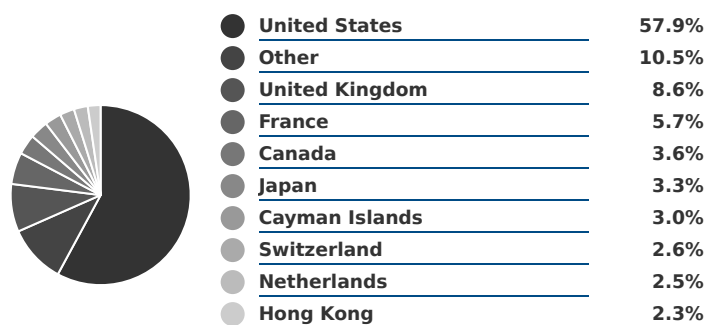 United States 57.9%
Other 10.5%
United Kingdom 8.6%
France 5.7%
Canada 3.6%
Japan 3.3%
Cayman Islands 3.0%
Switzerland 2.6%
Netherlands 2.5%
Hong Kong 2.3%